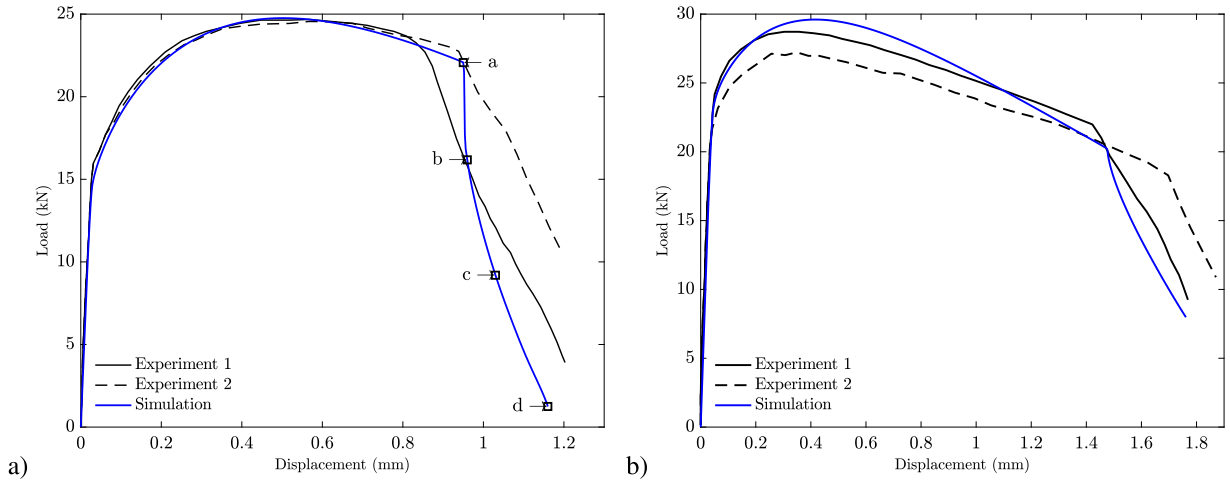 25
20
15
10
5
0
0
0.2
0.4
0.6
0.8
1
1.2
Load (kN)
Displacement (mm)
a
b
c
d
Experiment 1
Experiment 2
Simulation
a)
30
25
20
15
10
5
0
0
0.2
0.4
0.6
0.8
1
1.2
1.4
1.6
1.8
Load (kN)
Displacement (mm)
Experiment 1
Experiment 2
Simulation
b)